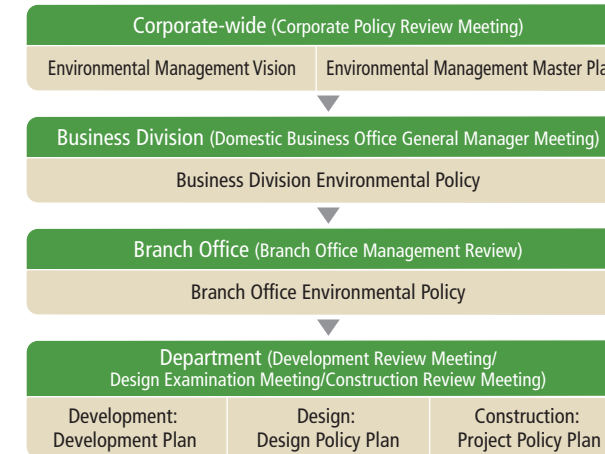 Corporate-wide (Corporate Policy Review Meeting)
Environmental Management Vision
Environmental Management Master
Business Division (Domestic Business Office General Manager Meeting)
Business Division Environmental Policy
Branch Office (Branch Office Management Review)
Branch Office Environmental Policy
Department (Development Review Meeting/
Design Examination Meeting/Construction Review Meeting)
Development:
Development Plan
Design:
Design Policy Plan
Construction:
Project Policy Plan